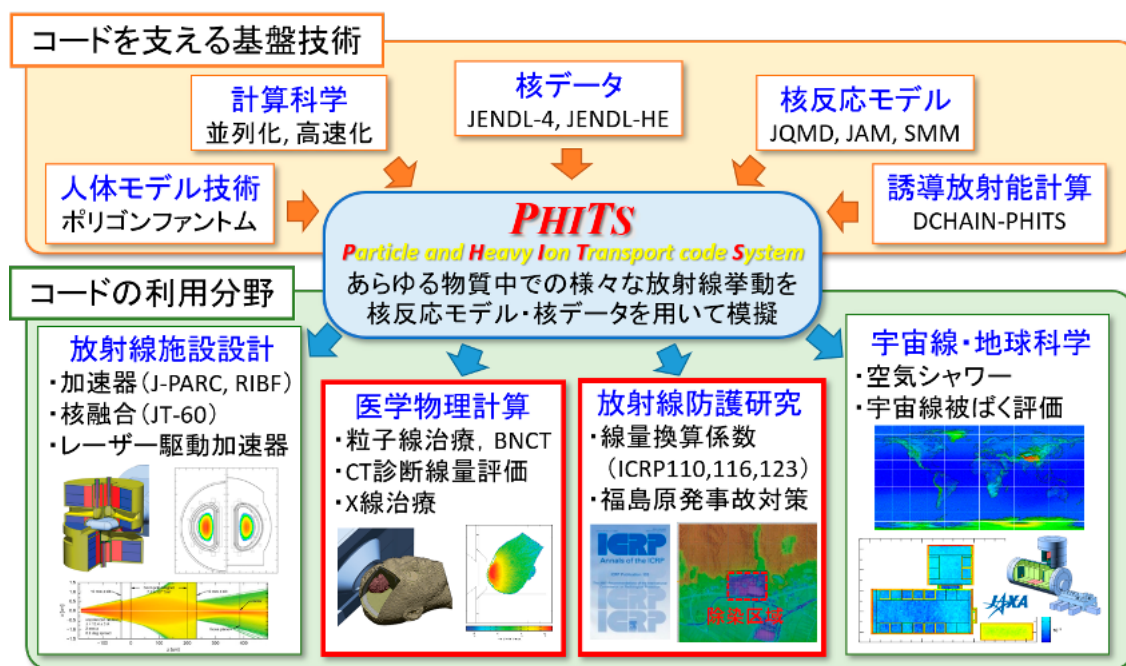 コードを支える基盤技術
計算科学
並列化, 高速化
核データ
JENDL-4, JENDL-HE
核反応モデル
JQMD, JAM, SMM
人体モデル技術
ポリゴンファントム
誘導放射能計算
DCHAIN-PHITS
PHITS
Particle and Heavy Ion Transport code System
あらゆる物質中での様々な放射線挙動を
核反応モデル・核データを用いて模擬
コードの利用分野
放射線施設設計
・加速器(J-PARC, RIBF)
・核融合(JT-60)
・レーザー駆動加速器
医学物理計算
・粒子線治療, BNCT
・CT診断線量評価
・X線治療
放射線防護研究
・線量換算係数
(ICRP110,116,123)
・福島原発事故対策
ICRP
Annals of the ICRP
除染区域
宇宙線・地球科学
・空気シャワー
・宇宙線被ばく評価
JAXA